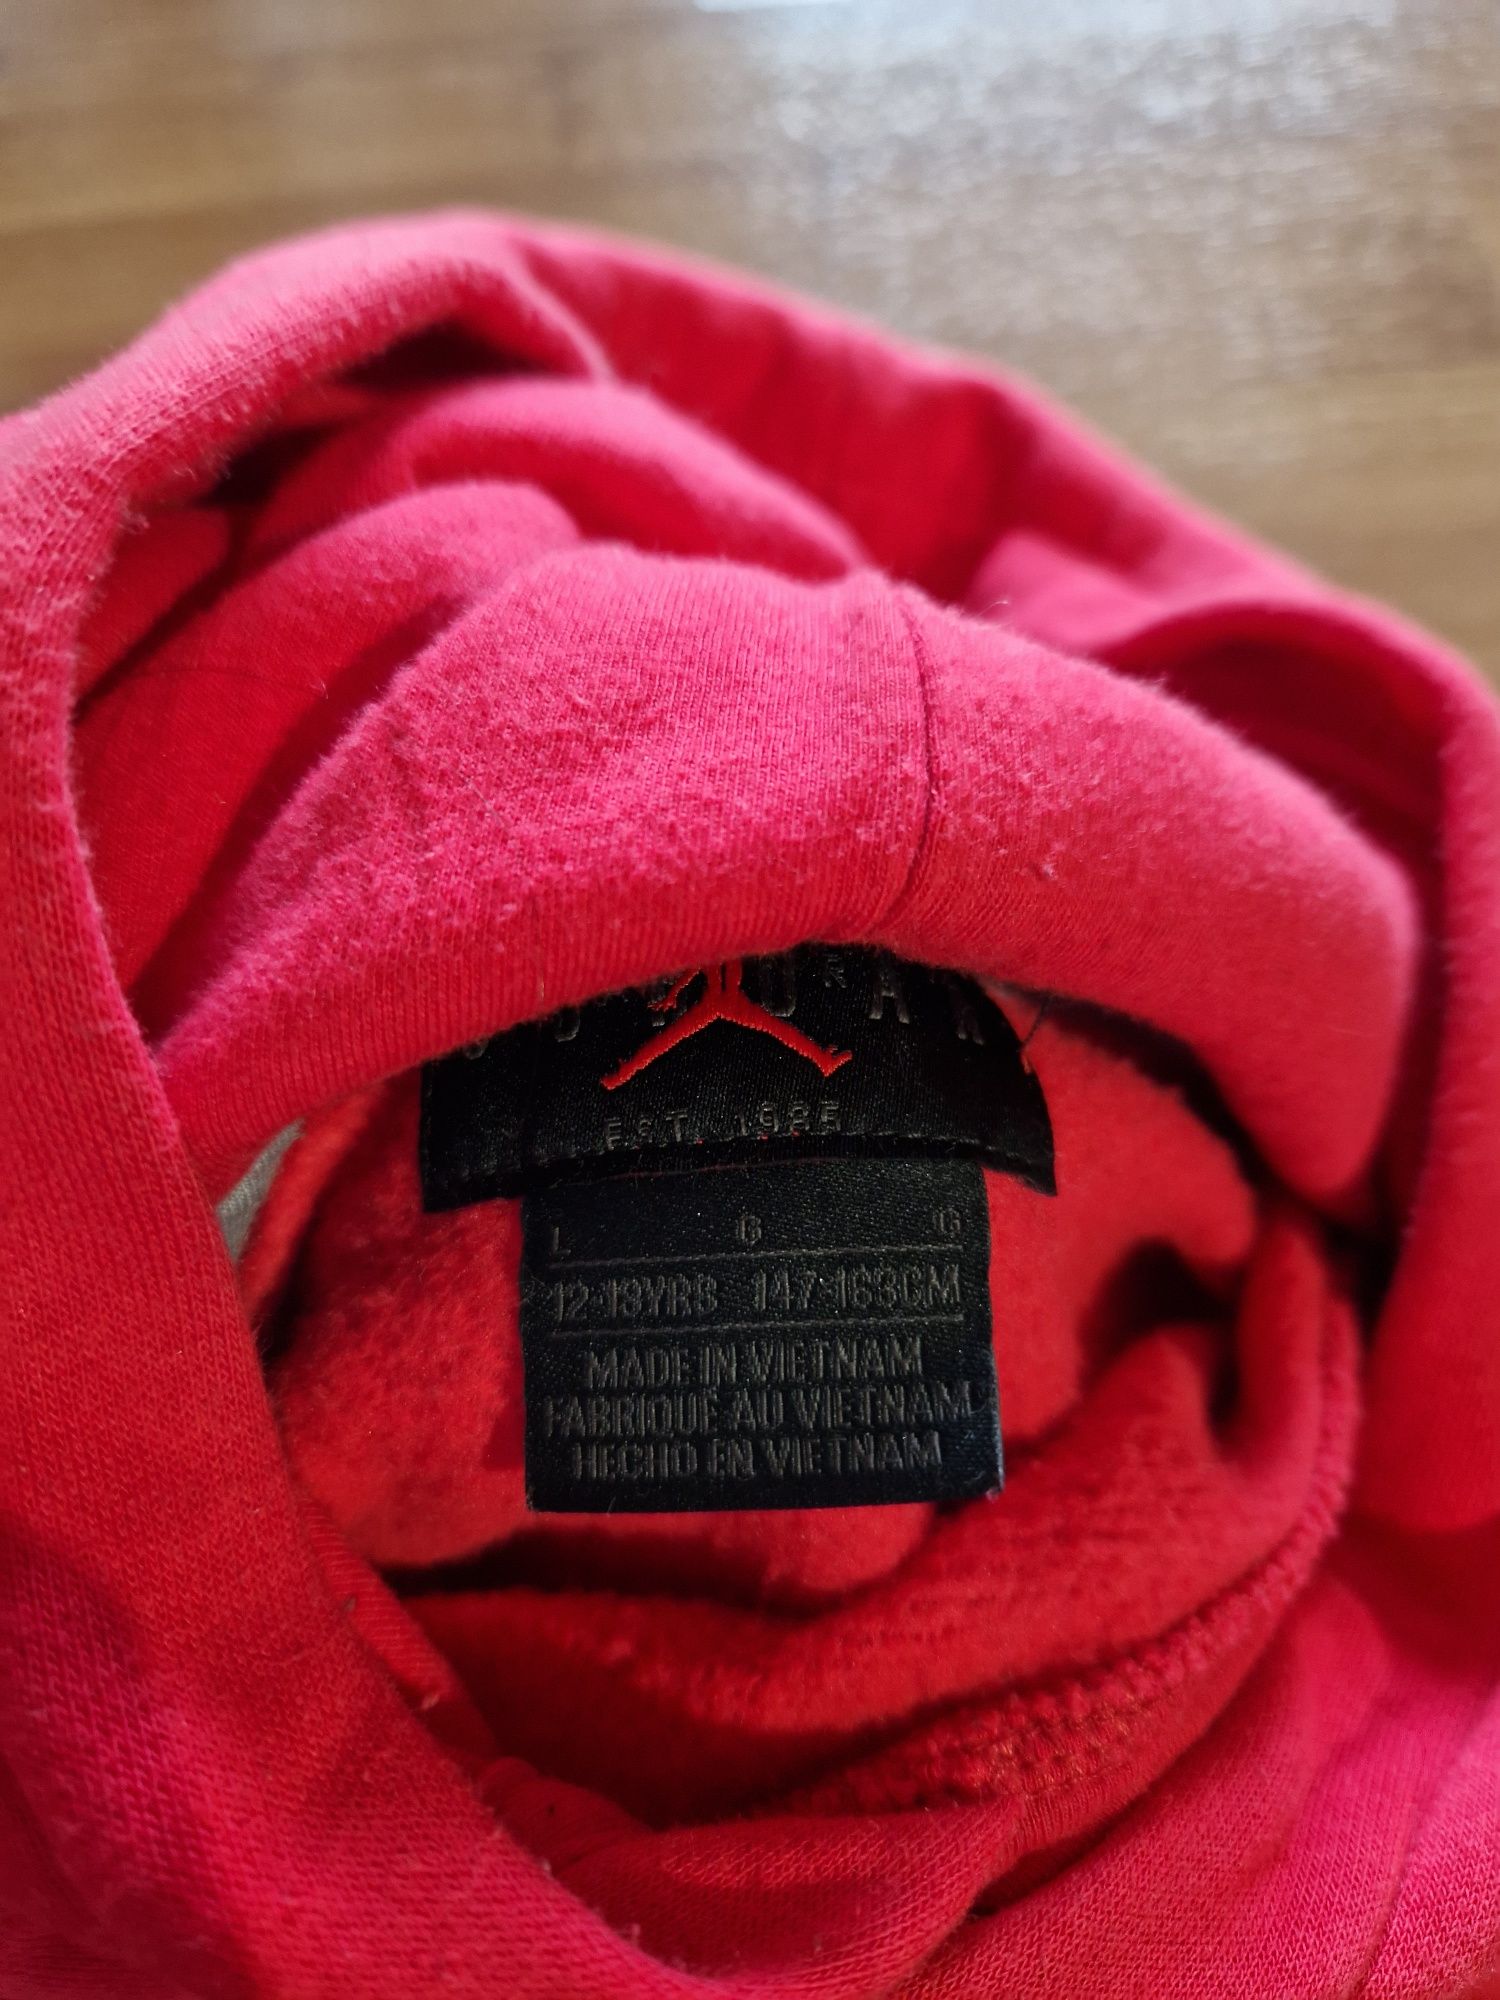 EST. 1985
L G G
12-13YRS 147-163CM
MADE IN VIETNAM
FABRIQUÉ AU VIETNAM
HECHO EN VIETNAM